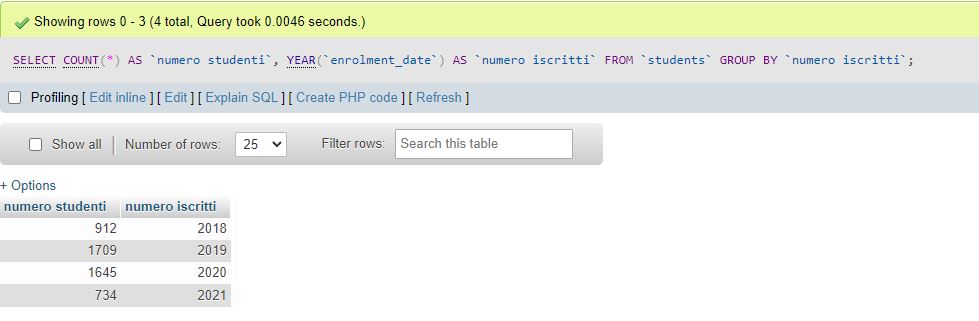 Showing rows 0 - 3 (4 total, Query took 0.0046 seconds.)
SELECT COUNT(*) AS `numero studenti`, YEAR(`enrolment_date`) AS `numero iscritti` FROM `students` GROUP BY `numero iscritti`;
Profiling [ Edit inline ] [ Edit ] [ Explain SQL ] [ Create PHP code ] [ Refresh ]
Show all Number of rows: 25 Filter rows: Search this table
+ Options
numero studenti numero iscritti
912 2018
1709 2019
1645 2020
734 2021